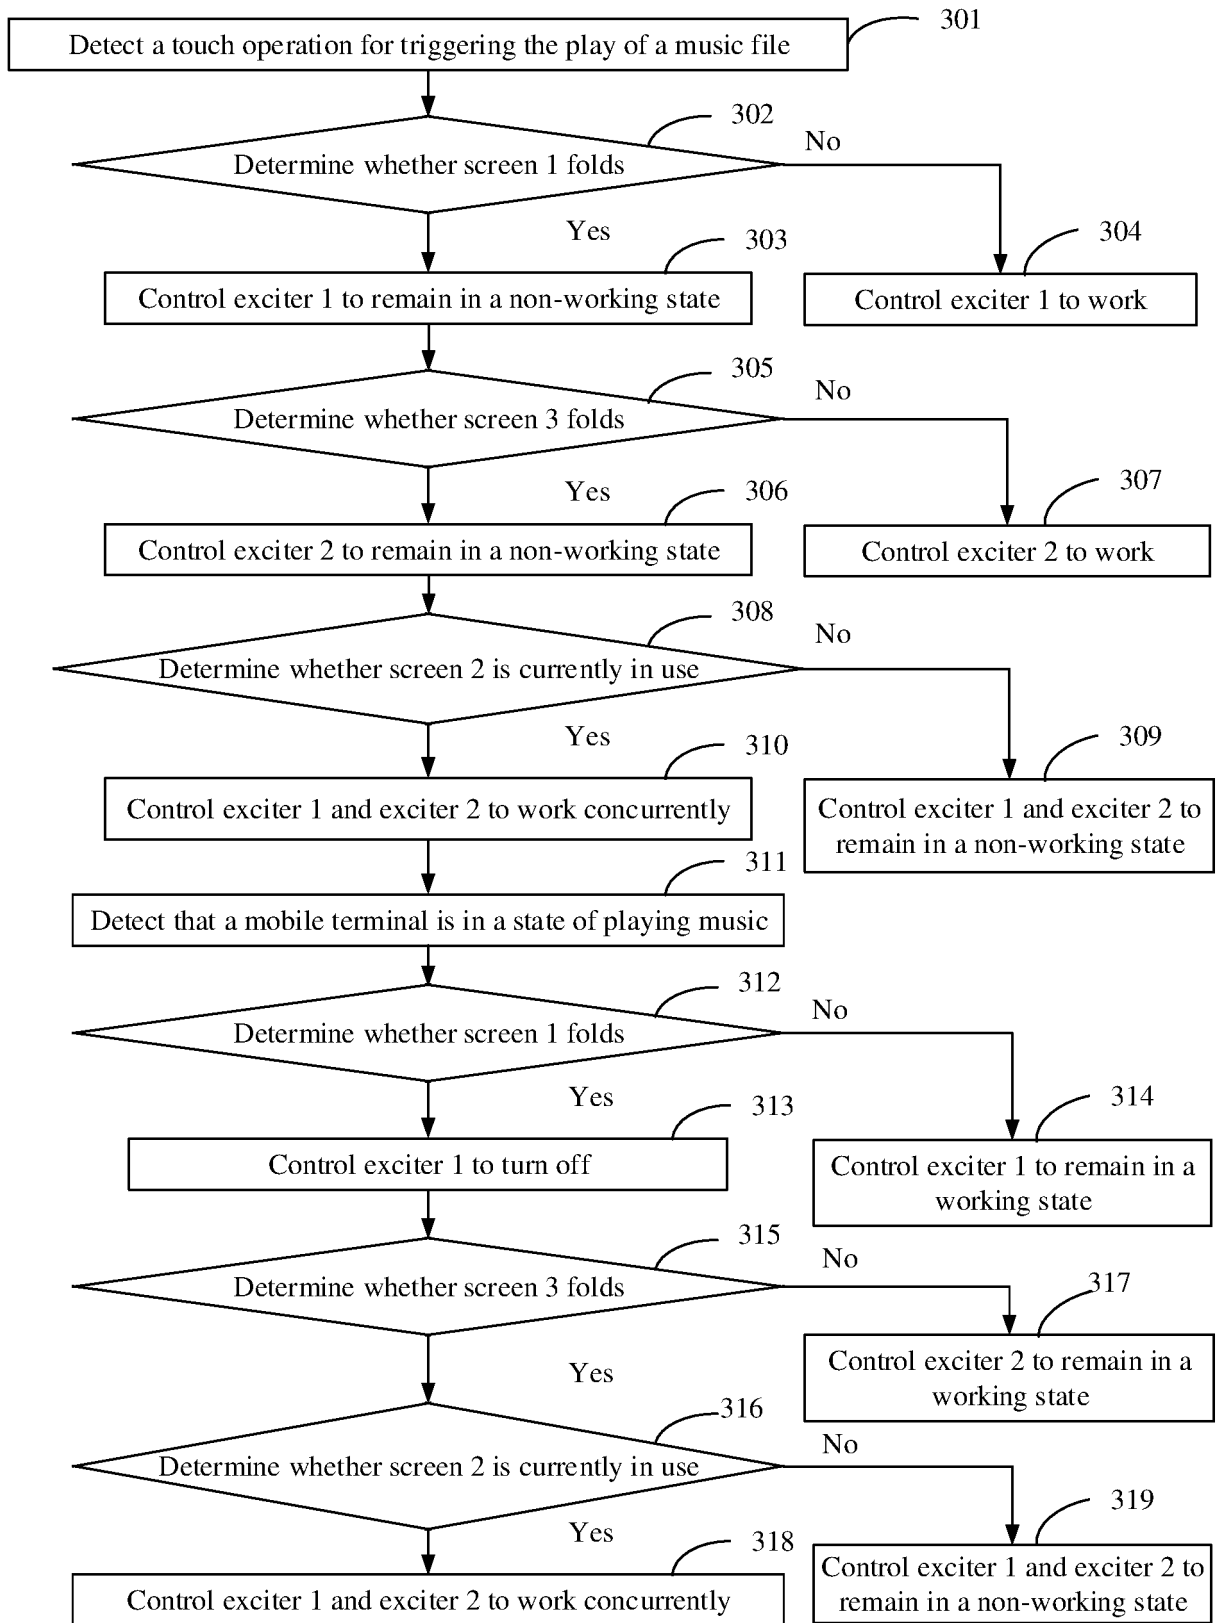 301
Detect a touch operation for triggering the play of a music file
302
No
Determine whether screen 1 folds
Yes
303
304
Control exciter 1 to remain in a non-working state
Control exciter 1 to work
305
No
Determine whether screen 3 folds
Yes
306
307
Control exciter 2 to remain in a non-working state
Control exciter 2 to work
308
No
Determine whether screen 2 is currently in use
Yes
310
309
Control exciter 1 and exciter 2 to work concurrently
Control exciter 1 and exciter 2 to
remain in a non-working state
311
Detect that a mobile terminal is in a state of playing music
312
No
Determine whether screen 1 folds
Yes
313
314
Control exciter 1 to turn off
Control exciter 1 to remain in a
working state
315
No
Determine whether screen 3 folds
317
Yes
Control exciter 2 to remain in a
working state
316
No
Determine whether screen 2 is currently in use
319
Yes
318
Control exciter 1 and exciter 2 to work concurrently
Control exciter 1 and exciter 2 to
remain in a non-working state